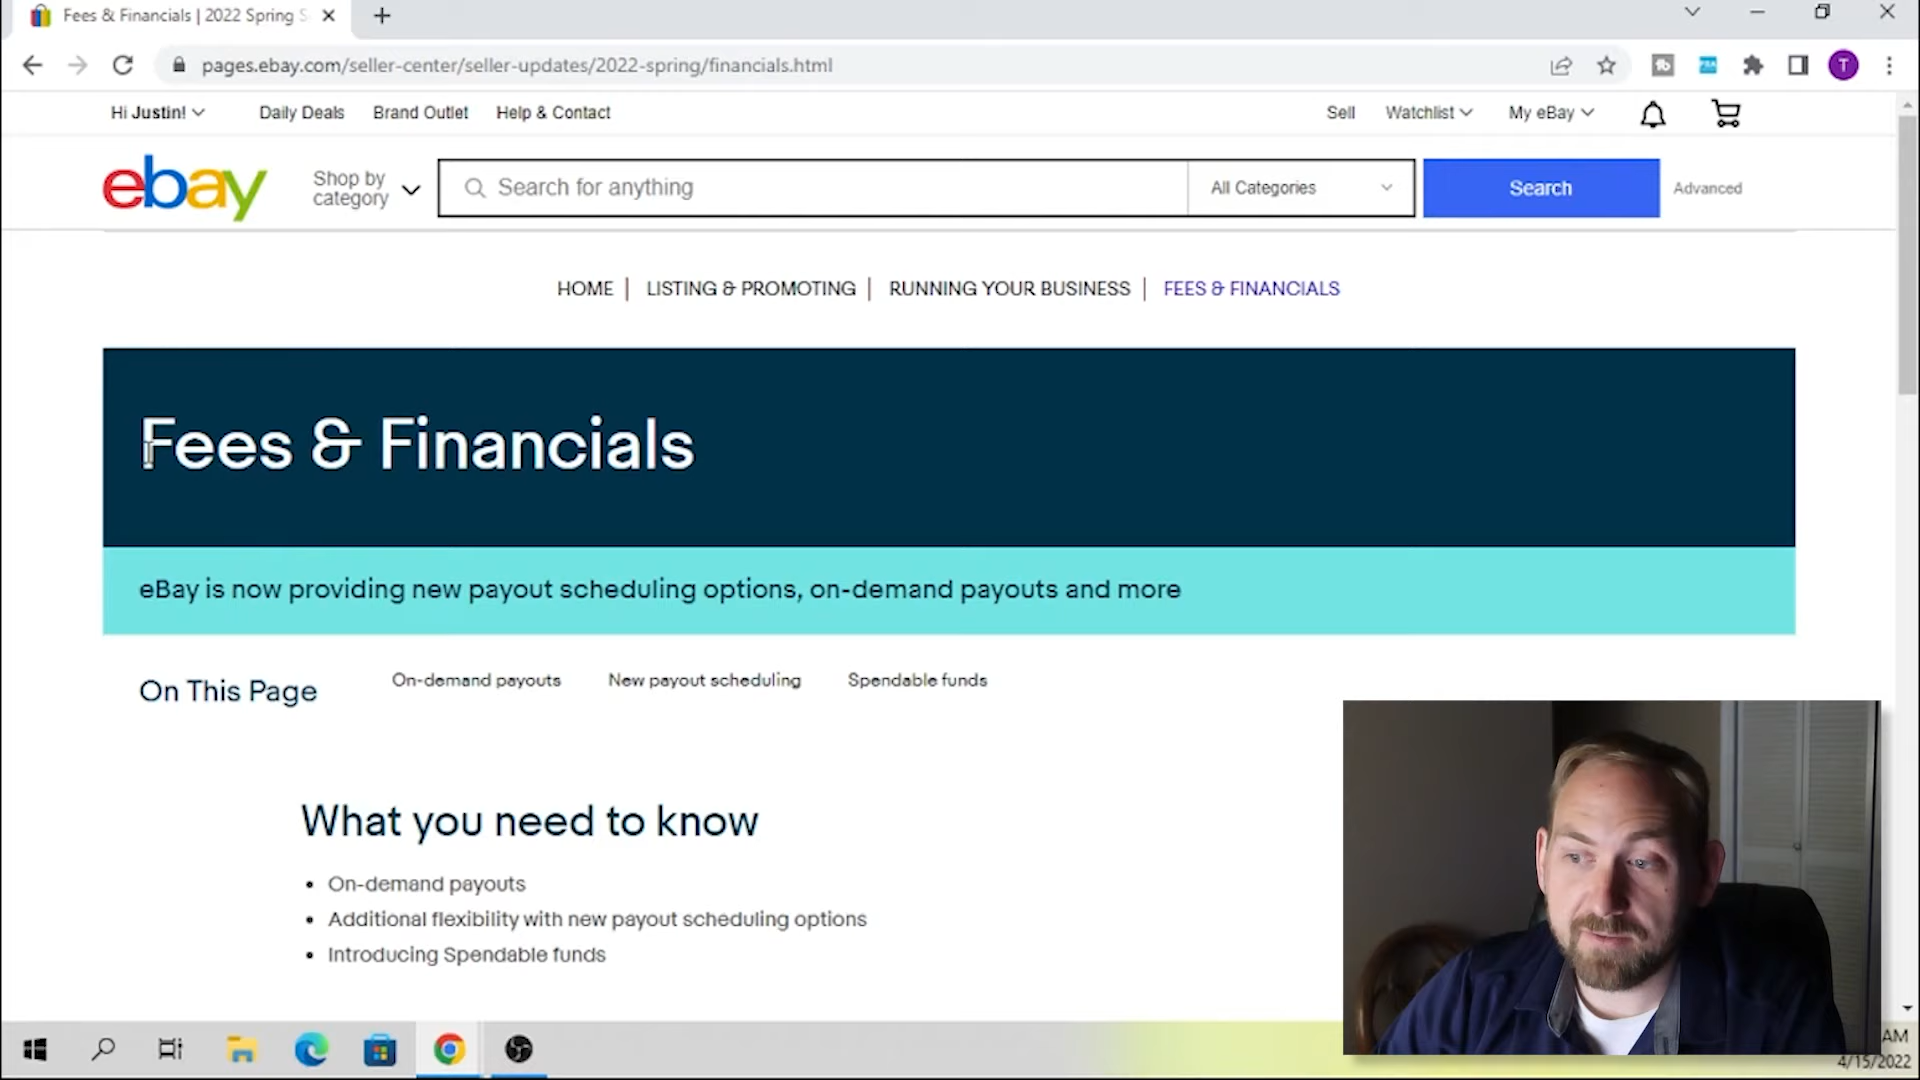 Fees & Financials | 2022 Spring S
pages.ebay.com/seller-center/seller-updates/2022-spring/financials.html
T
Hi Justin!
Daily Deals
Brand Outlet
Help & Contact
Sell
Watchlist
My eBay
ebay
Shop by
category
Search for anything
All Categories
Search
Advanced
HOME
LISTING & PROMOTING
RUNNING YOUR BUSINESS
FEES & FINANCIALS
Fees & Financials
eBay is now providing new payout scheduling options, on-demand payouts and more
On This Page
On-demand payouts
New payout scheduling
Spendable funds
What you need to know
• On-demand payouts
• Additional flexibility with new payout scheduling options
• Introducing Spendable funds
AM
4/15/2022